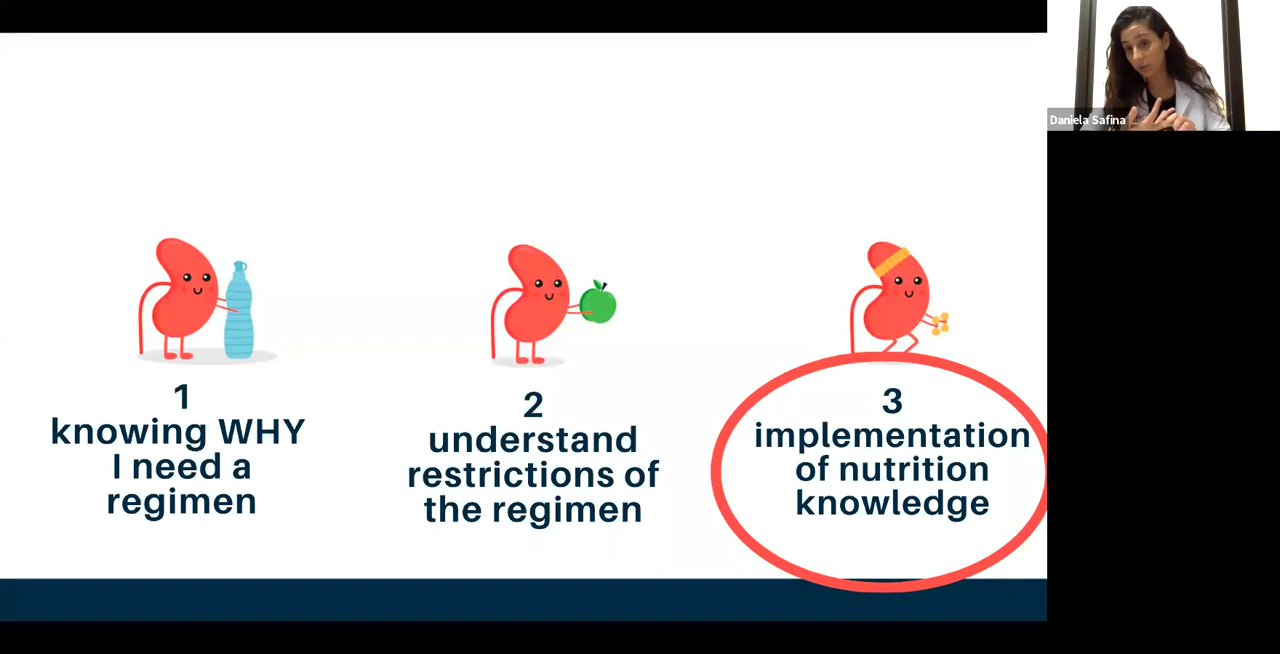 Daniela Safina
1
knowing WHY
I need a
regimen
2
understand
restrictions of
the regimen
3
implementation
of nutrition
knowledge